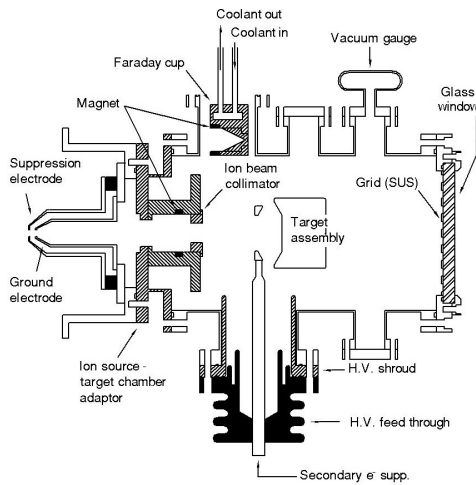 Coolant out
Coolant in
Vacuum gauge
Faraday cup
Glass
window
Magnet
Suppression
electrode
Ion beam
collimator
Grid (SUS)
Target
assembly
Ground
electrode
Ion source -
target chamber
adaptor
H.V. shroud
H.V. feed through
Secondary e⁻ supp.